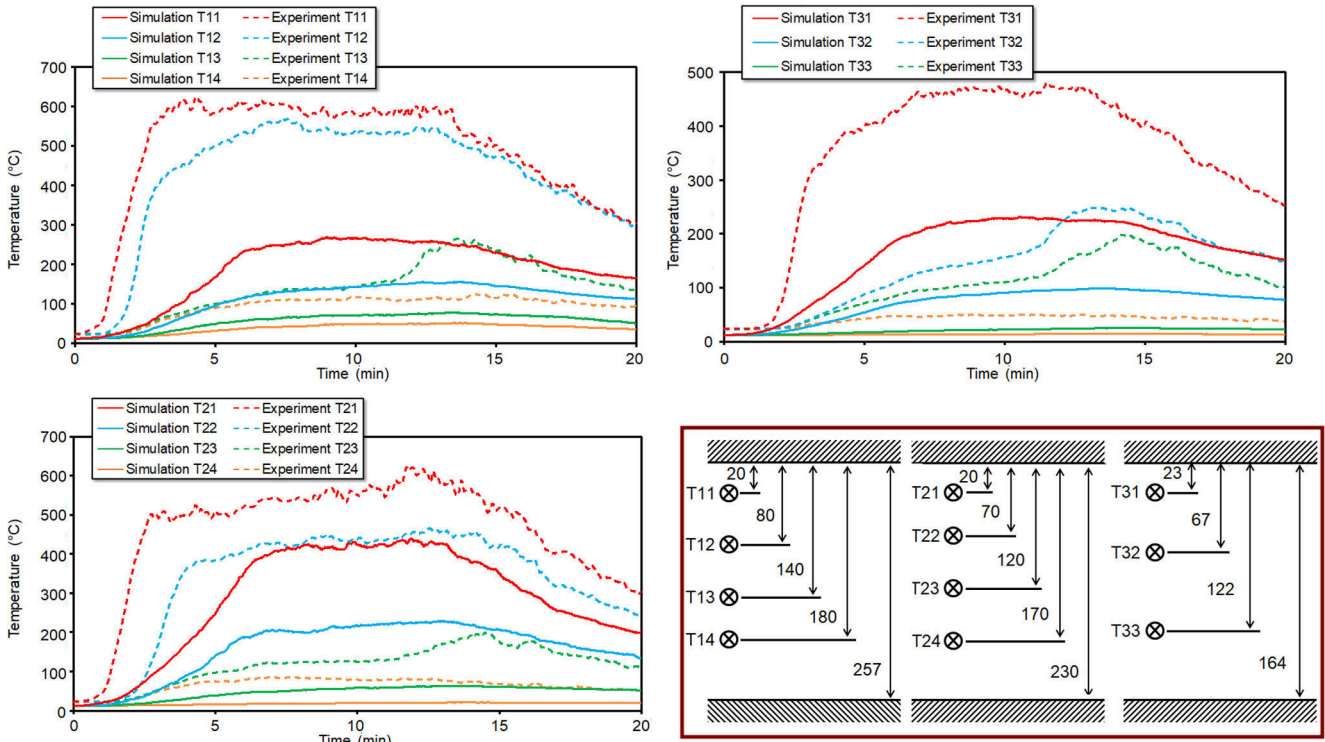 Simulation T11 Experiment T11
Simulation T12 Experiment T12
Simulation T13 Experiment T13
Simulation T14 Experiment T14
700
600
500
400
300
200
100
0
Temperature (°C)
0 5 10 15 20
Time (min)
Simulation T31 Experiment T31
Simulation T32 Experiment T32
Simulation T33 Experiment T33
500
400
300
200
100
0
Temperature (°C)
0 5 10 15 20
Time (min)
Simulation T21 Experiment T21
Simulation T22 Experiment T22
Simulation T23 Experiment T23
Simulation T24 Experiment T24
700
600
500
400
300
200
100
0
Temperature (°C)
0 5 10 15 20
Time (min)
20
T11
80
T12
140
T13
180
T14
257
20
T21
70
T22
120
T23
170
T24
230
23
T31
67
T32
122
T33
164